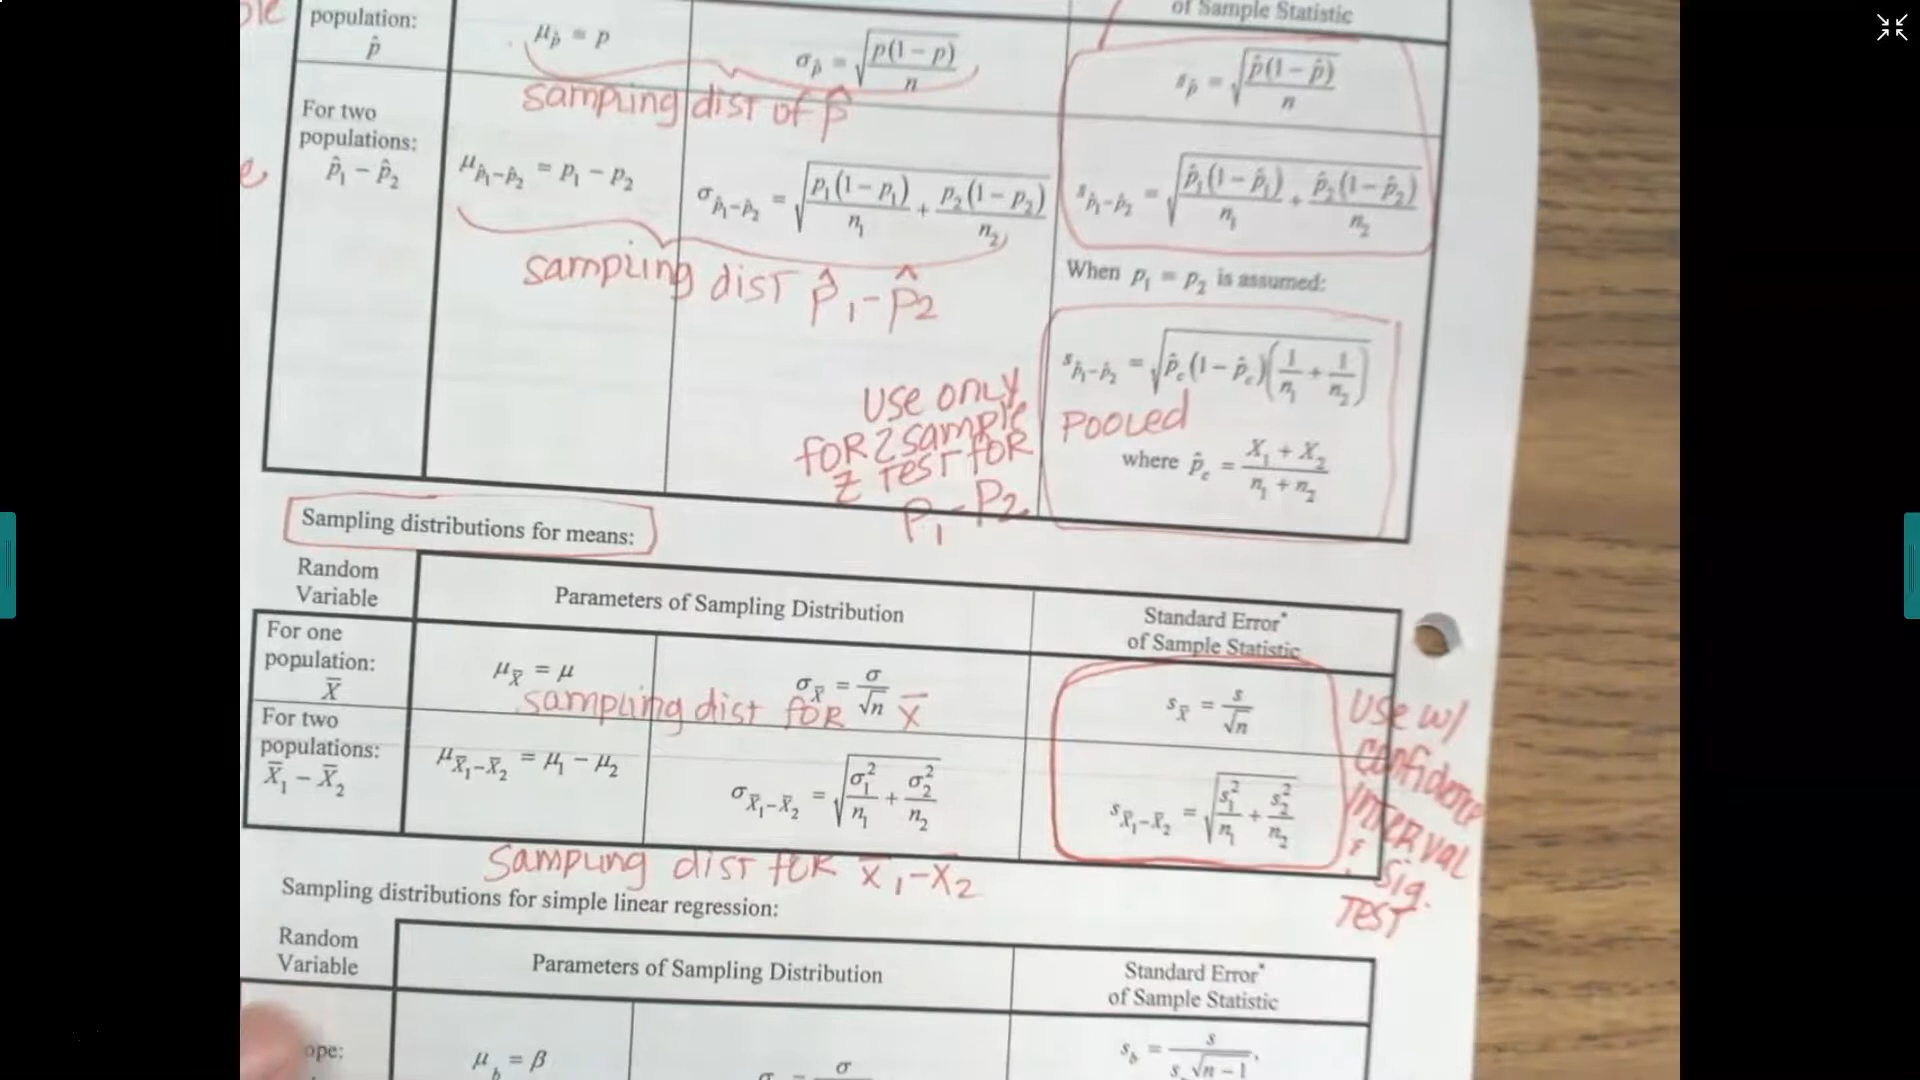 population:
p̂
μp̂ = p
σp̂ = √(p(1 − p)/n)
of Sample Statistic
sp̂ = √(p̂(1 − p̂)/n)
sampling dist of p̂
For two
populations:
p̂1 − p̂2
μp̂1−p̂2 = p1 − p2
σp̂1−p̂2 = √(p1(1 − p1)/n1 + p2(1 − p2)/n2)
sp̂1−p̂2 = √(p̂1(1 − p̂1)/n1 + p̂2(1 − p̂2)/n2)
sampling dist p̂1-p̂2
When p1 = p2 is assumed:
sp̂1−p̂2 = √(p̂c(1 − p̂c)(1/n1 + 1/n2))
POOLED
where p̂c = (X1 + X2)/(n1 + n2)
USE only
FOR 2 sample
Z TEST FOR
P1-P2
Sampling distributions for means:
Random
Variable
Parameters of Sampling Distribution
Standard Error*
of Sample Statistic
For one
population:
X̄
μX̄ = μ
σX̄ = σ/√n
sX̄ = s/√n
sampling dist FOR x̄
For two
populations:
X̄1 − X̄2
μX̄1−X̄2 = μ1 − μ2
σX̄1−X̄2 = √(σ1²/n1 + σ2²/n2)
sX̄1−X̄2 = √(s1²/n1 + s2²/n2)
USE w/
confidence
INTERVAL
+ Sig.
TEST
Sampling dist for x̄1-x̄2
Sampling distributions for simple linear regression:
Random
Variable
Parameters of Sampling Distribution
Standard Error*
of Sample Statistic
ope:
μb = β
σ